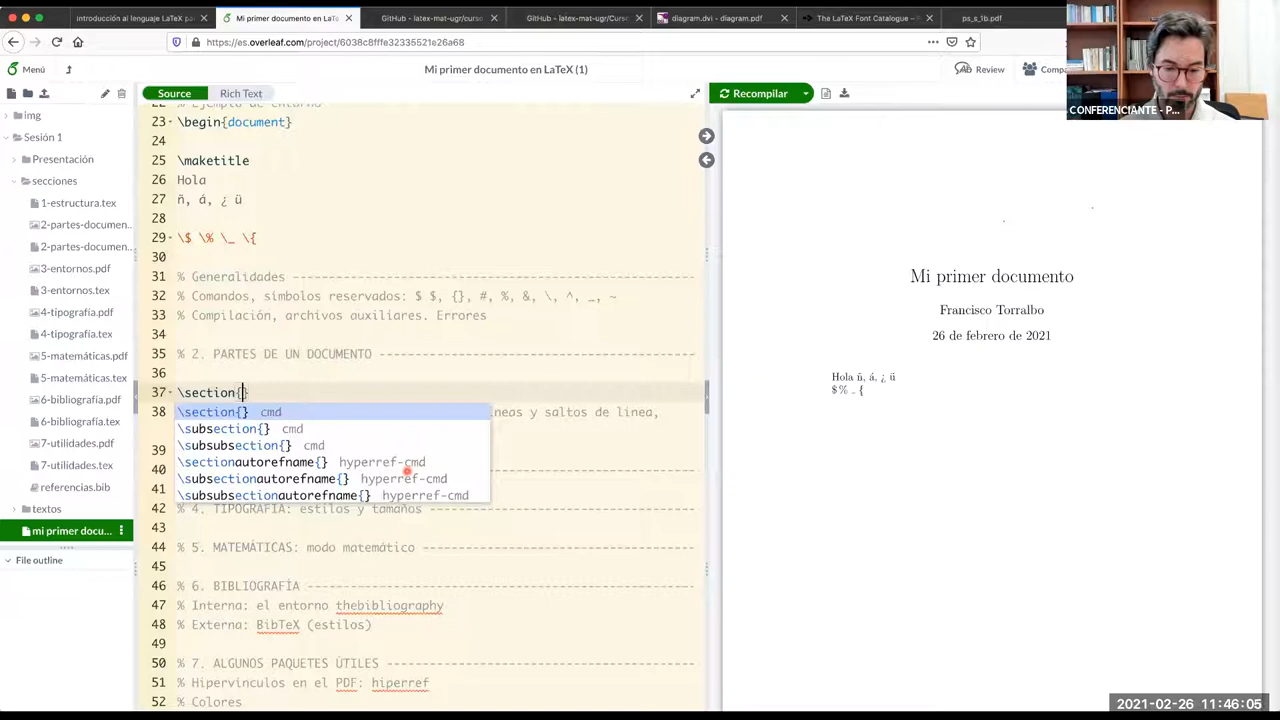 introducción al lenguaje LaTeX pa
Mi primer documento en LaTe
GitHub - latex-mat-ugr/curso
GitHub - latex-mat-ugr/Curso
diagram.dvi - diagram.pdf
The LaTeX Font Catalogue –
ps_s_1b.pdf
https://es.overleaf.com/project/6038c8fffe32335521e26a68
Menú
Mi primer documento en LaTeX (1)
Review
Comp
Source
Rich Text
Recompilar
CONFERENCIANTE - P...
img
Sesión 1
Presentación
secciones
1-estructura.tex
2-partes-documen..
2-partes-documen..
3-entornos.pdf
3-entornos.tex
4-tipografía.pdf
4-tipografía.tex
5-matemáticas.pdf
5-matemáticas.tex
6-bibliografía.pdf
6-bibliografía.tex
7-utilidades.pdf
7-utilidades.tex
referencias.bib
textos
mi primer docu...
File outline
22 % Ejemplo de entorno
23 \begin{document}
24
25 \maketitle
26 Hola
27 ñ, á, ¿ ü
28
29 \$ \% \_ \{
30
31 % Generalidades ------------------------------------------------------
32 % Comandos, símbolos reservados: $ $, {}, #, %, &, \, ^, _, ~
33 % Compilación, archivos auxiliares. Errores
34
35 % 2. PARTES DE UN DOCUMENTO -----------------------------------------
36
37 \section{}
38 neas y saltos de línea,
\section{} cmd
\subsection{} cmd
\subsubsection{} cmd
39
\sectionautorefname{} hyperref-cmd
40
\subsectionautorefname{} hyperref-cmd
41
\subsubsectionautorefname{} hyperref-cmd
42 % 4. TIPOGRAFÍA: estilos y tamaños -----------------------------------
43
44 % 5. MATEMÁTICAS: modo matemático -----------------------------------
45
46 % 6. BIBLIOGRAFÍA ---------------------------------------------------
47 % Interna: el entorno thebibliography
48 % Externa: BibTeX (estilos)
49
50 % 7. ALGUNOS PAQUETES ÚTILES ----------------------------------------
51 % Hipervínculos en el PDF: hiperref
52 % Colores
Mi primer documento
Francisco Torralbo
26 de febrero de 2021
Hola ñ, á, ¿ ü
$ % _ {
2021-02-26 11:46:05